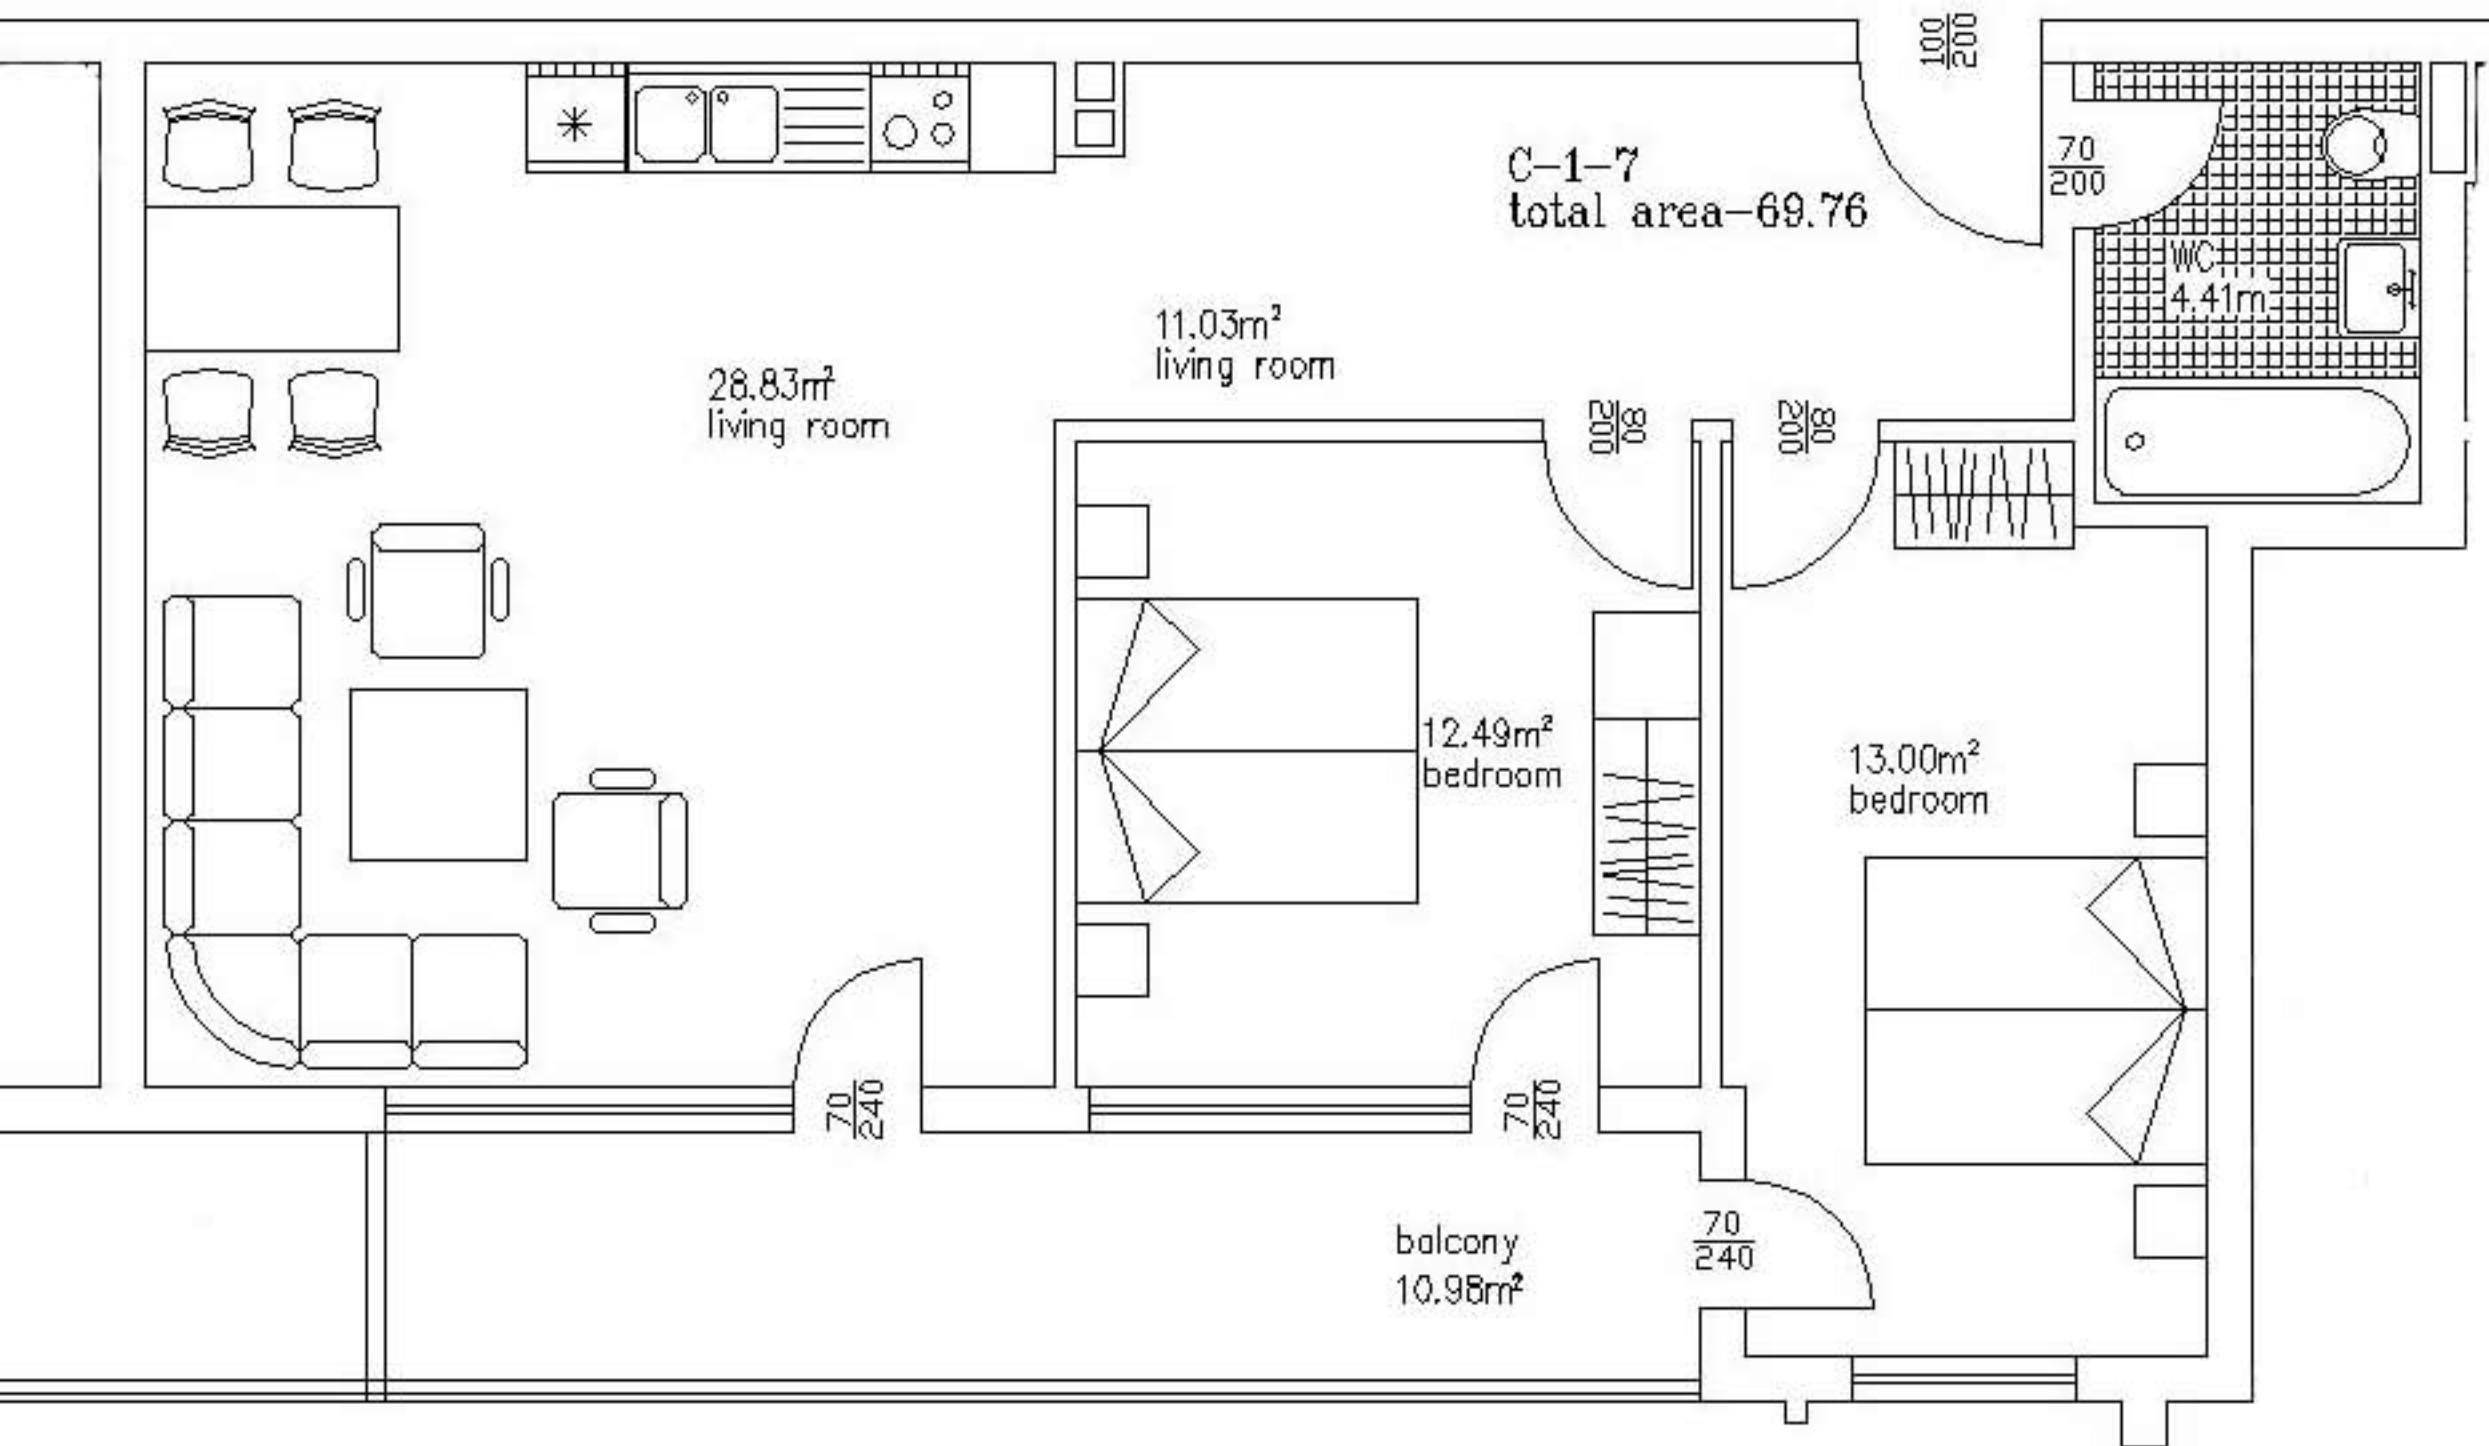 100
200
C-1-7
total area-69.76
70
200
WC
4.41m
11.03m²
living room
28.83m²
living room
80
200
80
200
12.49m²
bedroom
13.00m²
bedroom
70
240
70
240
70
240
balcony
10.98m²